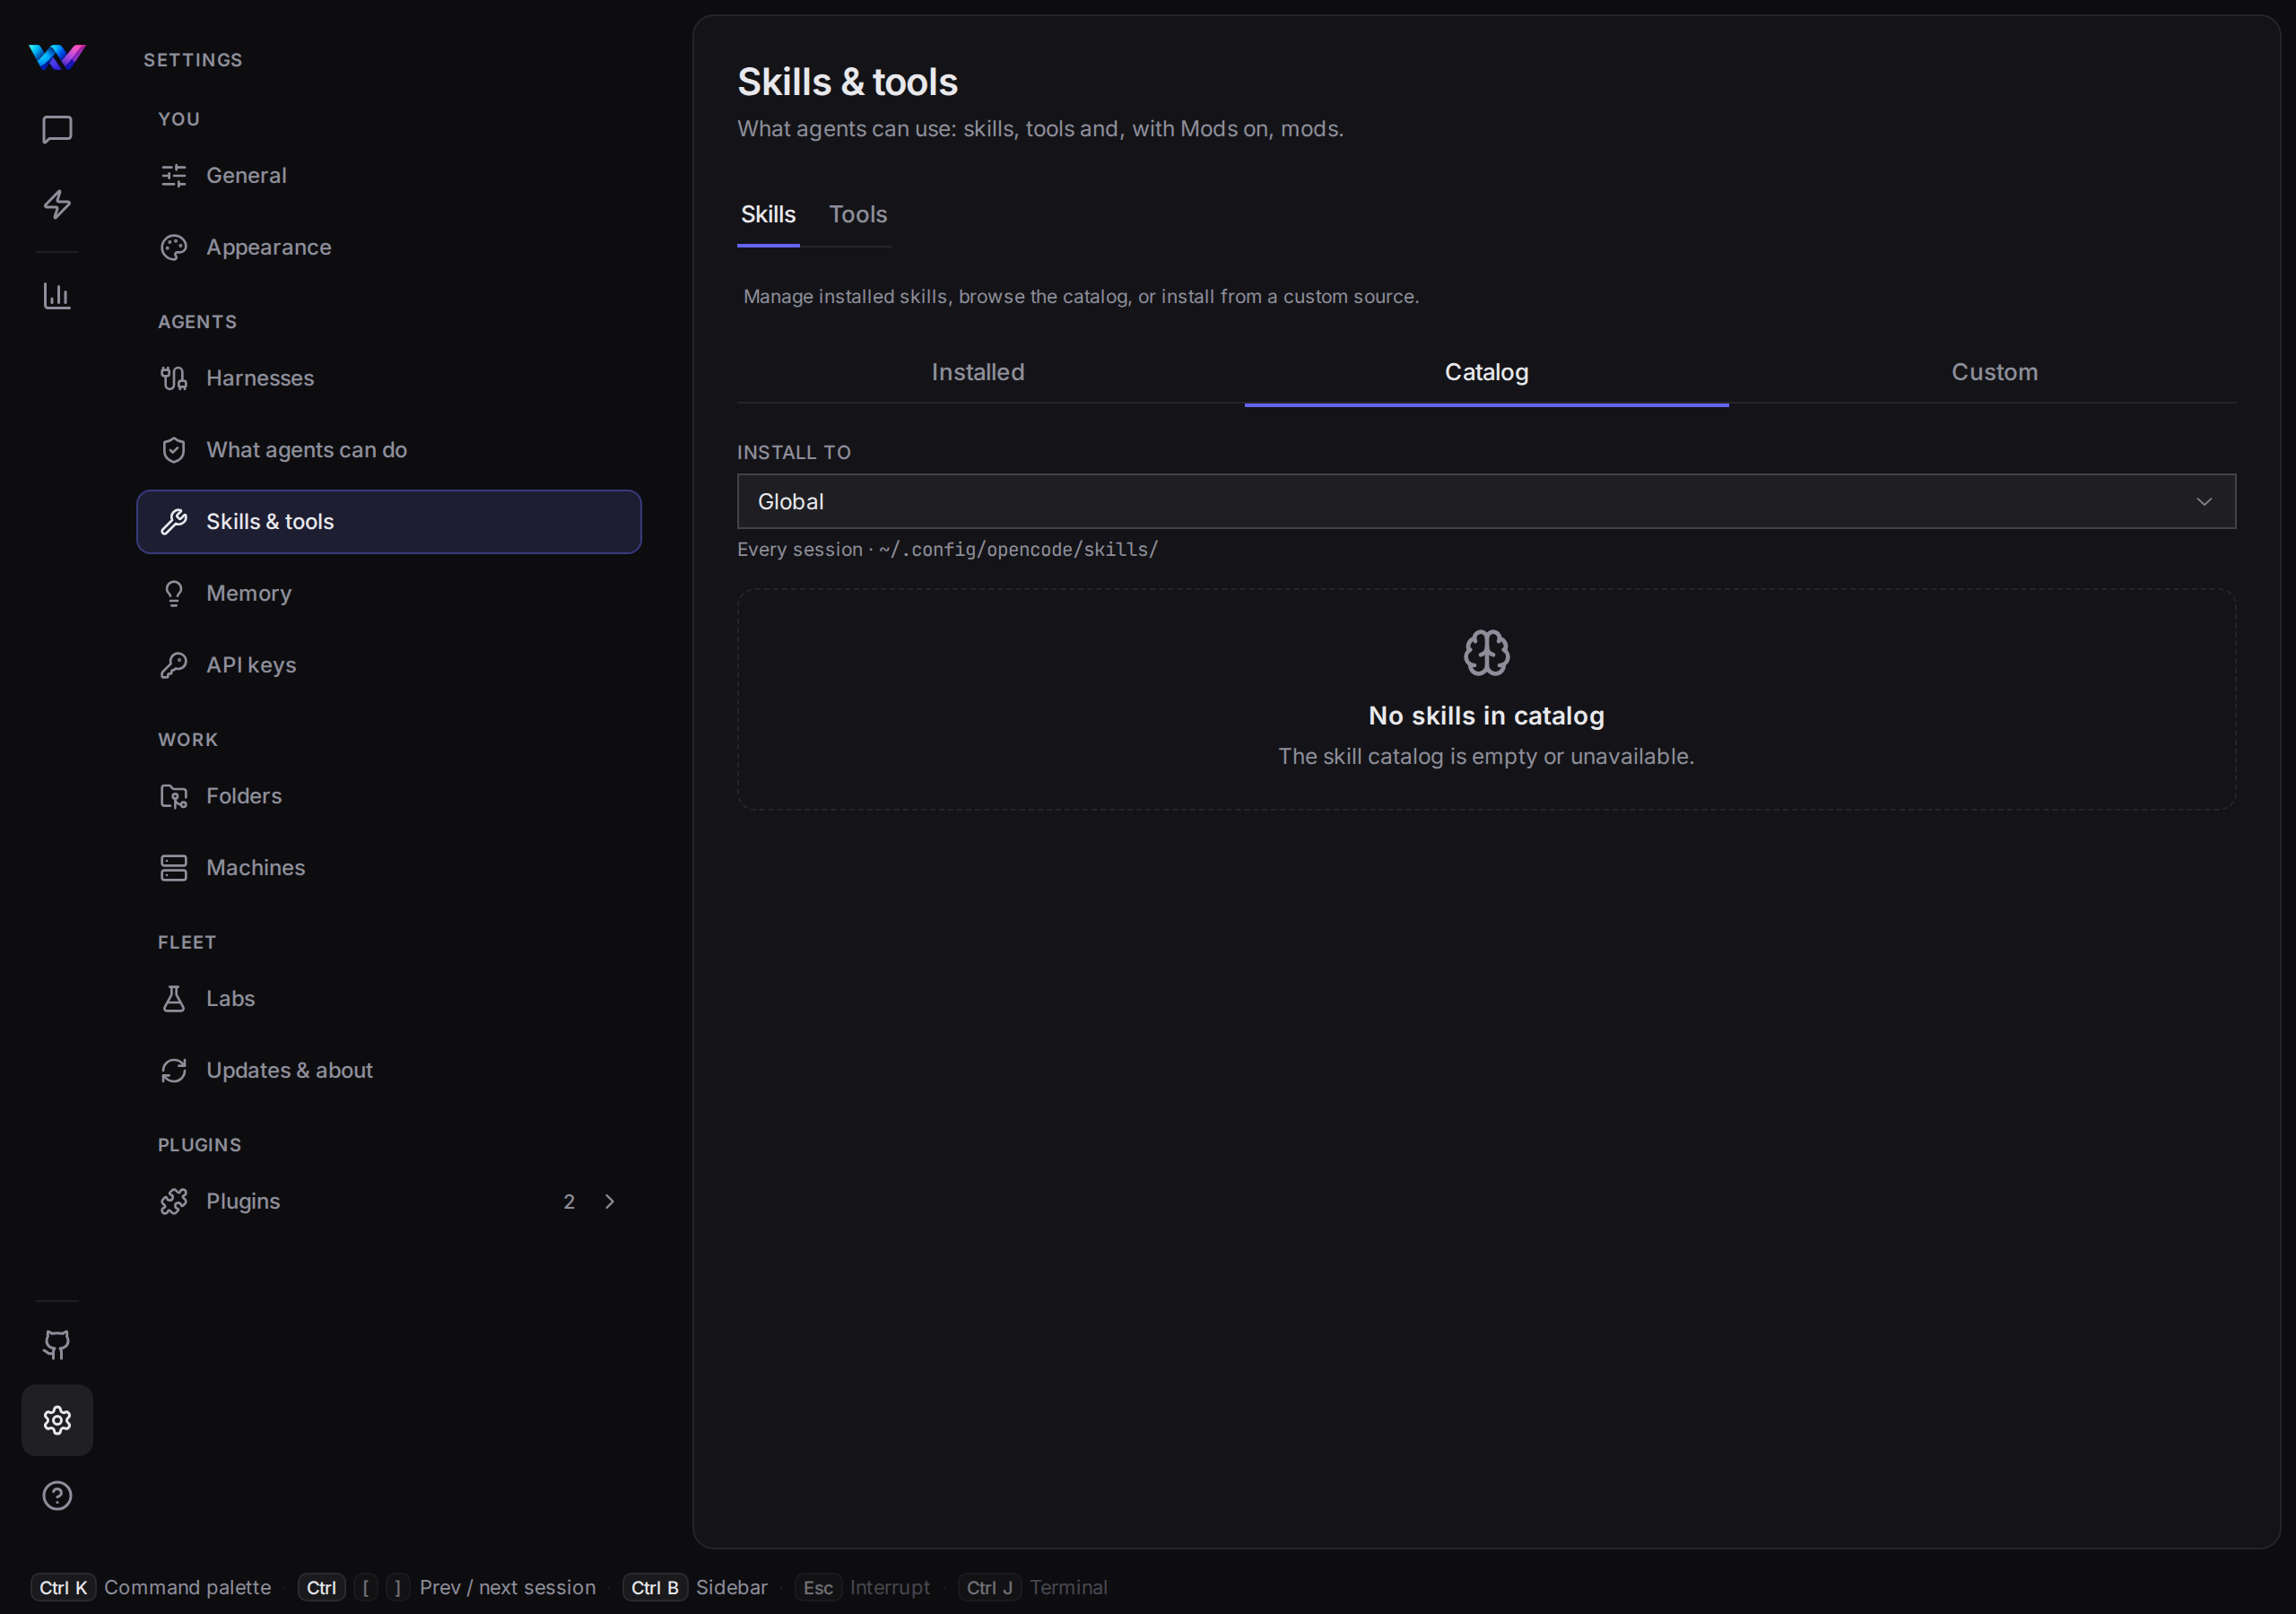 SETTINGS
YOU
General
Appearance
AGENTS
Harnesses
What agents can do
Skills & tools
Memory
API keys
WORK
Folders
Machines
FLEET
Labs
Updates & about
PLUGINS
Plugins 2
Skills & tools
What agents can use: skills, tools and, with Mods on, mods.
Skills Tools
Manage installed skills, browse the catalog, or install from a custom source.
Installed Catalog Custom
INSTALL TO
Global
Every session · ~/.config/opencode/skills/
No skills in catalog
The skill catalog is empty or unavailable.
Ctrl K Command palette · Ctrl [ ] Prev / next session · Ctrl B Sidebar · Esc Interrupt · Ctrl J Terminal